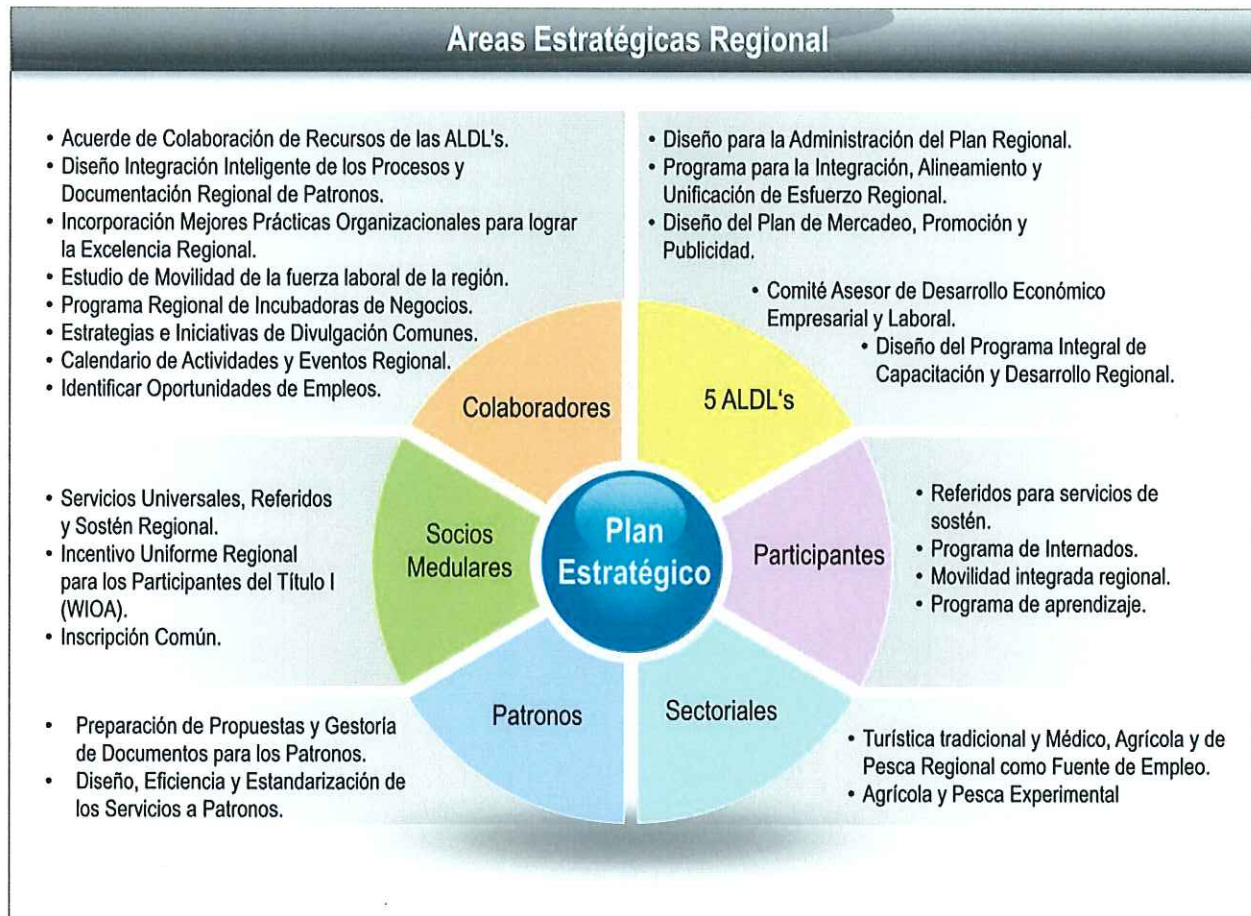 Areas Estratégicas Regional
• Acuerde de Colaboración de Recursos de las ALDL's.
• Diseño Integración Inteligente de los Procesos y
Documentación Regional de Patronos.
• Incorporación Mejores Prácticas Organizacionales para lograr
la Excelencia Regional.
• Estudio de Movilidad de la fuerza laboral de la región.
• Programa Regional de Incubadoras de Negocios.
• Estrategias e Iniciativas de Divulgación Comunes.
• Calendario de Actividades y Eventos Regional.
• Identificar Oportunidades de Empleos.
Colaboradores
• Diseño para la Administración del Plan Regional.
• Programa para la Integración, Alineamiento y
Unificación de Esfuerzo Regional.
• Diseño del Plan de Mercadeo, Promoción y
Publicidad.
• Comité Asesor de Desarrollo Económico
Empresarial y Laboral.
• Diseño del Programa Integral de
Capacitación y Desarrollo Regional.
5 ALDL's
• Servicios Universales, Referidos
y Sostén Regional.
• Incentivo Uniforme Regional
para los Participantes del Título I
(WIOA).
• Inscripción Común.
Socios
Medulares
Plan
Estratégico
Participantes
• Referidos para servicios de
sostén.
• Programa de Internados.
• Movilidad integrada regional.
• Programa de aprendizaje.
• Preparación de Propuestas y Gestoría
de Documentos para los Patronos.
• Diseño, Eficiencia y Estandarización de
los Servicios a Patronos.
Patronos
Sectoriales
• Turística tradicional y Médico, Agrícola y de
Pesca Regional como Fuente de Empleo.
• Agrícola y Pesca Experimental